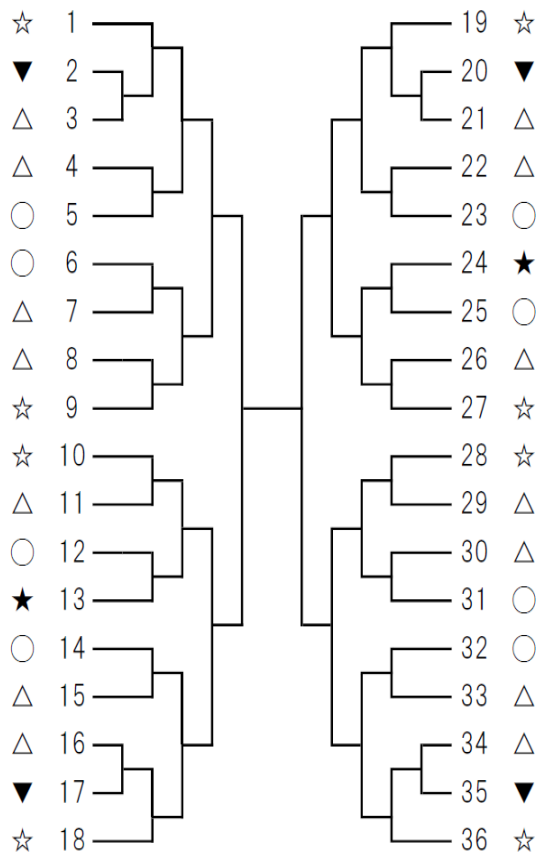 ☆ 1 19 ☆
▼ 2 20 ▼
△ 3 21 △
△ 4 22 △
○ 5 23 ○
○ 6 24 ★
△ 7 25 ○
△ 8 26 △
☆ 9 27 ☆
☆ 10 28 ☆
△ 11 29 △
○ 12 30 △
★ 13 31 ○
○ 14 32 ○
△ 15 33 △
△ 16 34 △
▼ 17 35 ▼
☆ 18 36 ☆